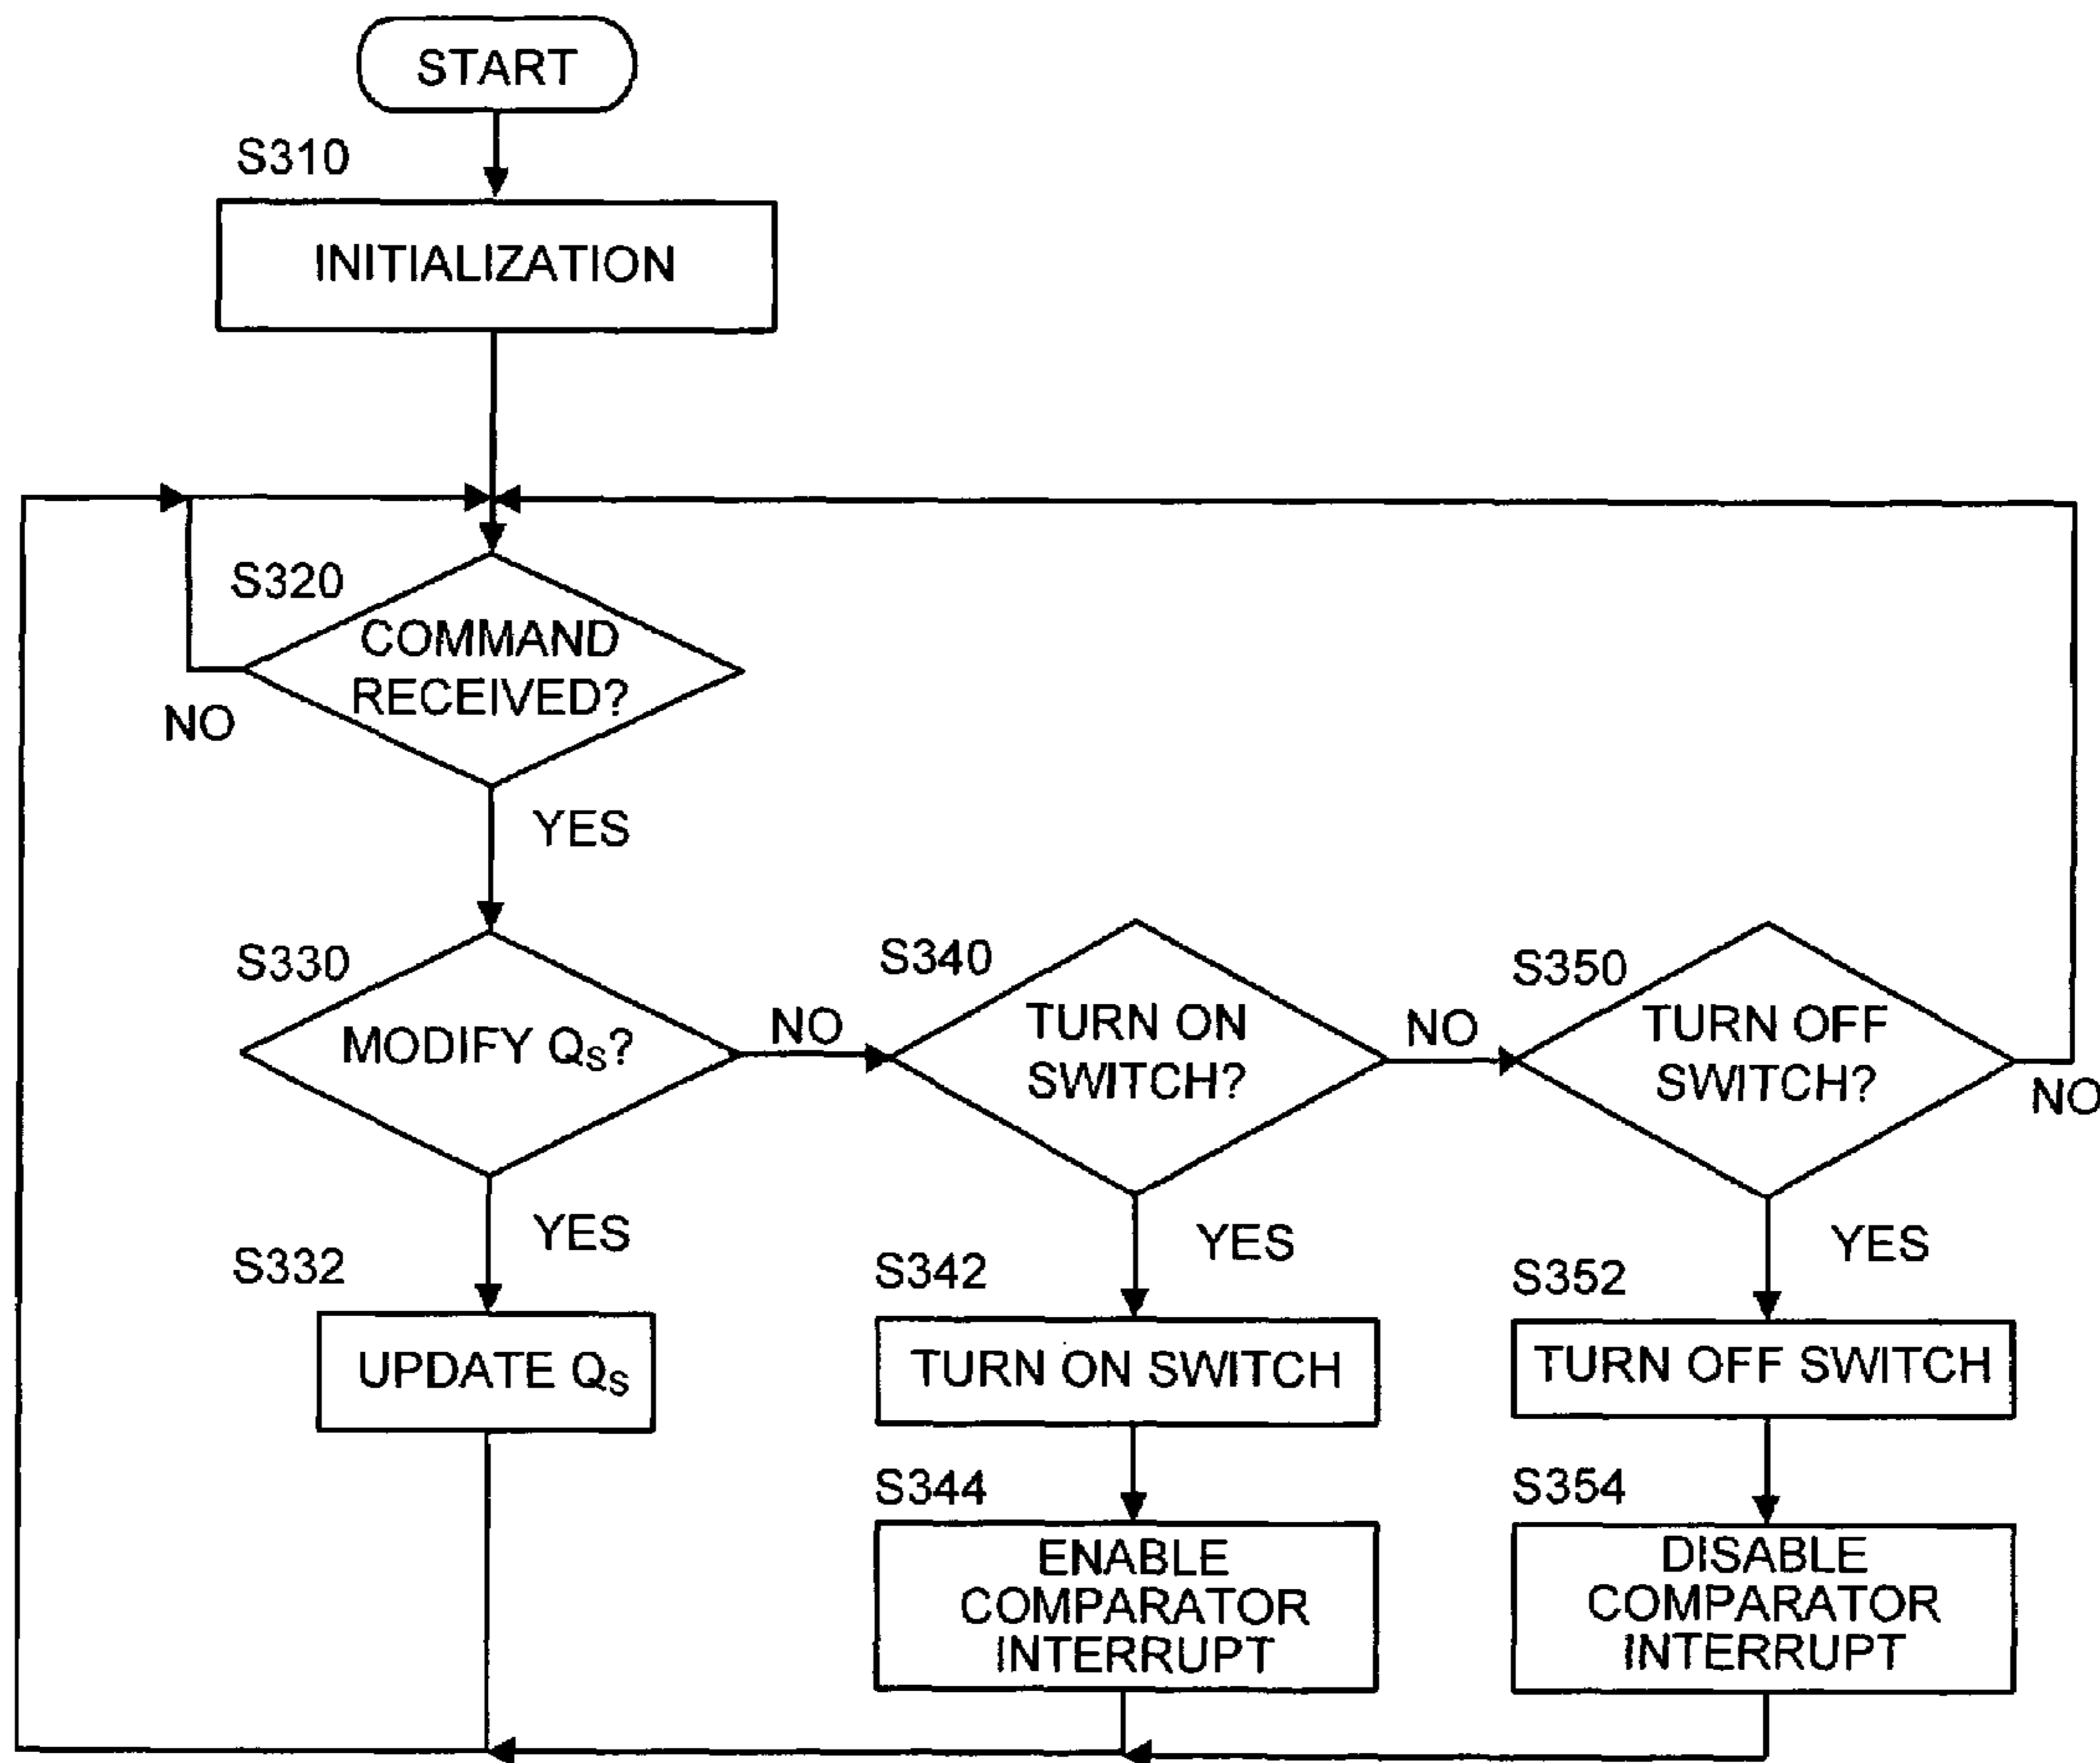 START
S310
INITIALIZATION
S320
COMMAND
RECEIVED?
NO
YES
S330
MODIFY Qs?
NO
S340
TURN ON
SWITCH?
NO
S350
TURN OFF
SWITCH?
NO
YES
S332
UPDATE Qs
YES
S342
TURN ON SWITCH
S344
ENABLE
COMPARATOR
INTERRUPT
YES
S352
TURN OFF SWITCH
S354
DISABLE
COMPARATOR
INTERRUPT